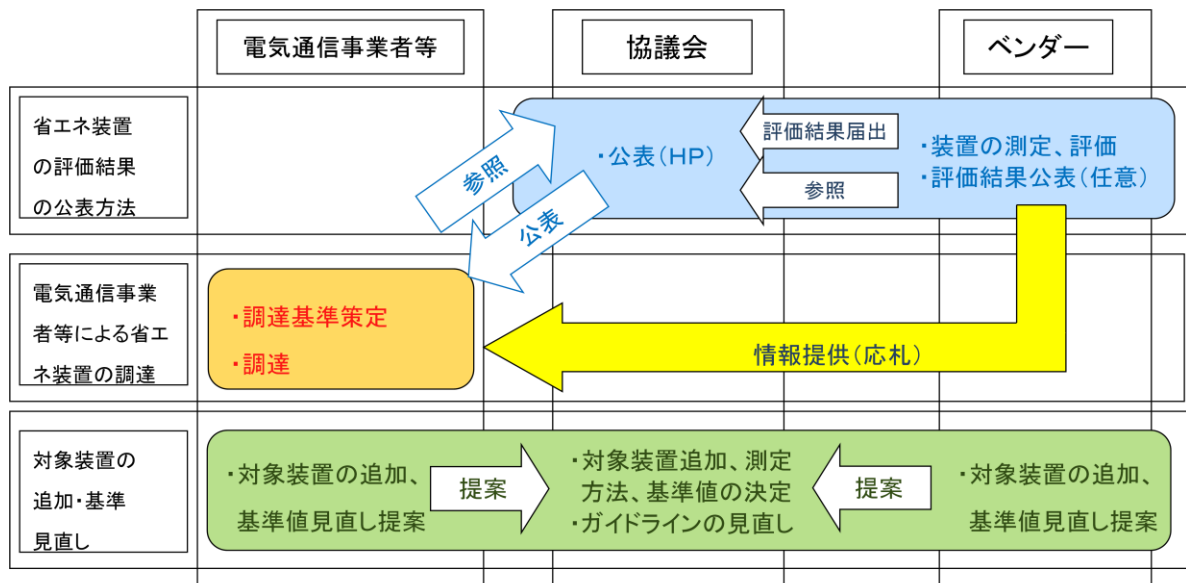 電気通信事業者等
協議会
ベンダー
省エネ装置
の評価結果
の公表方法
参照
公表
・公表(HP)
評価結果届出
参照
・装置の測定、評価
・評価結果公表(任意)
電気通信事業
者等による省エ
ネ装置の調達
・調達基準策定
・調達
情報提供(応札)
対象装置の
追加・基準
見直し
・対象装置の追加、
基準値見直し提案
提案
・対象装置追加、測定
方法、基準値の決定
・ガイドラインの見直し
提案
・対象装置の追加、
基準値見直し提案